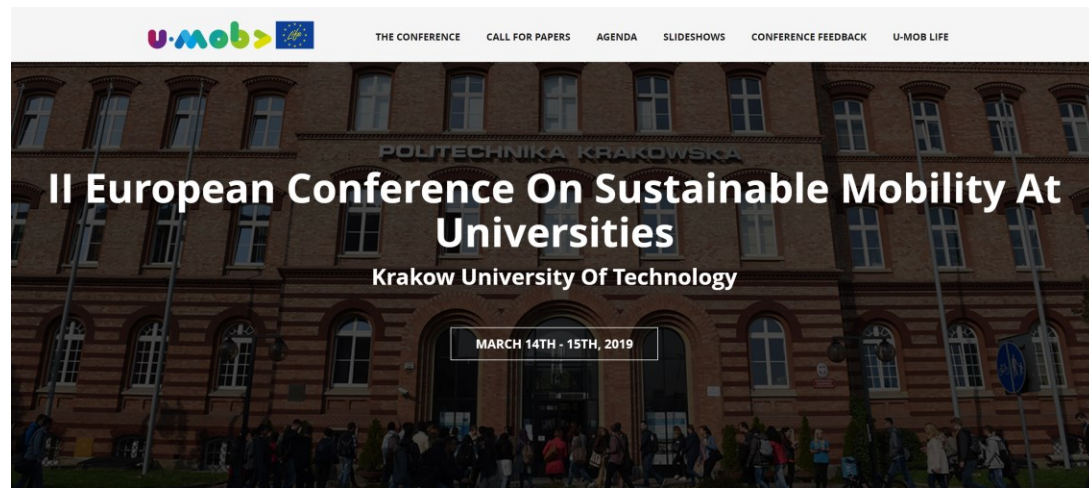 u·mob>
THE CONFERENCE CALL FOR PAPERS AGENDA SLIDESHOWS CONFERENCE FEEDBACK U-MOB LIFE
POLITECHNIKA KRAKOWSKA
II European Conference On Sustainable Mobility At
Universities
Krakow University Of Technology
MARCH 14TH - 15TH, 2019